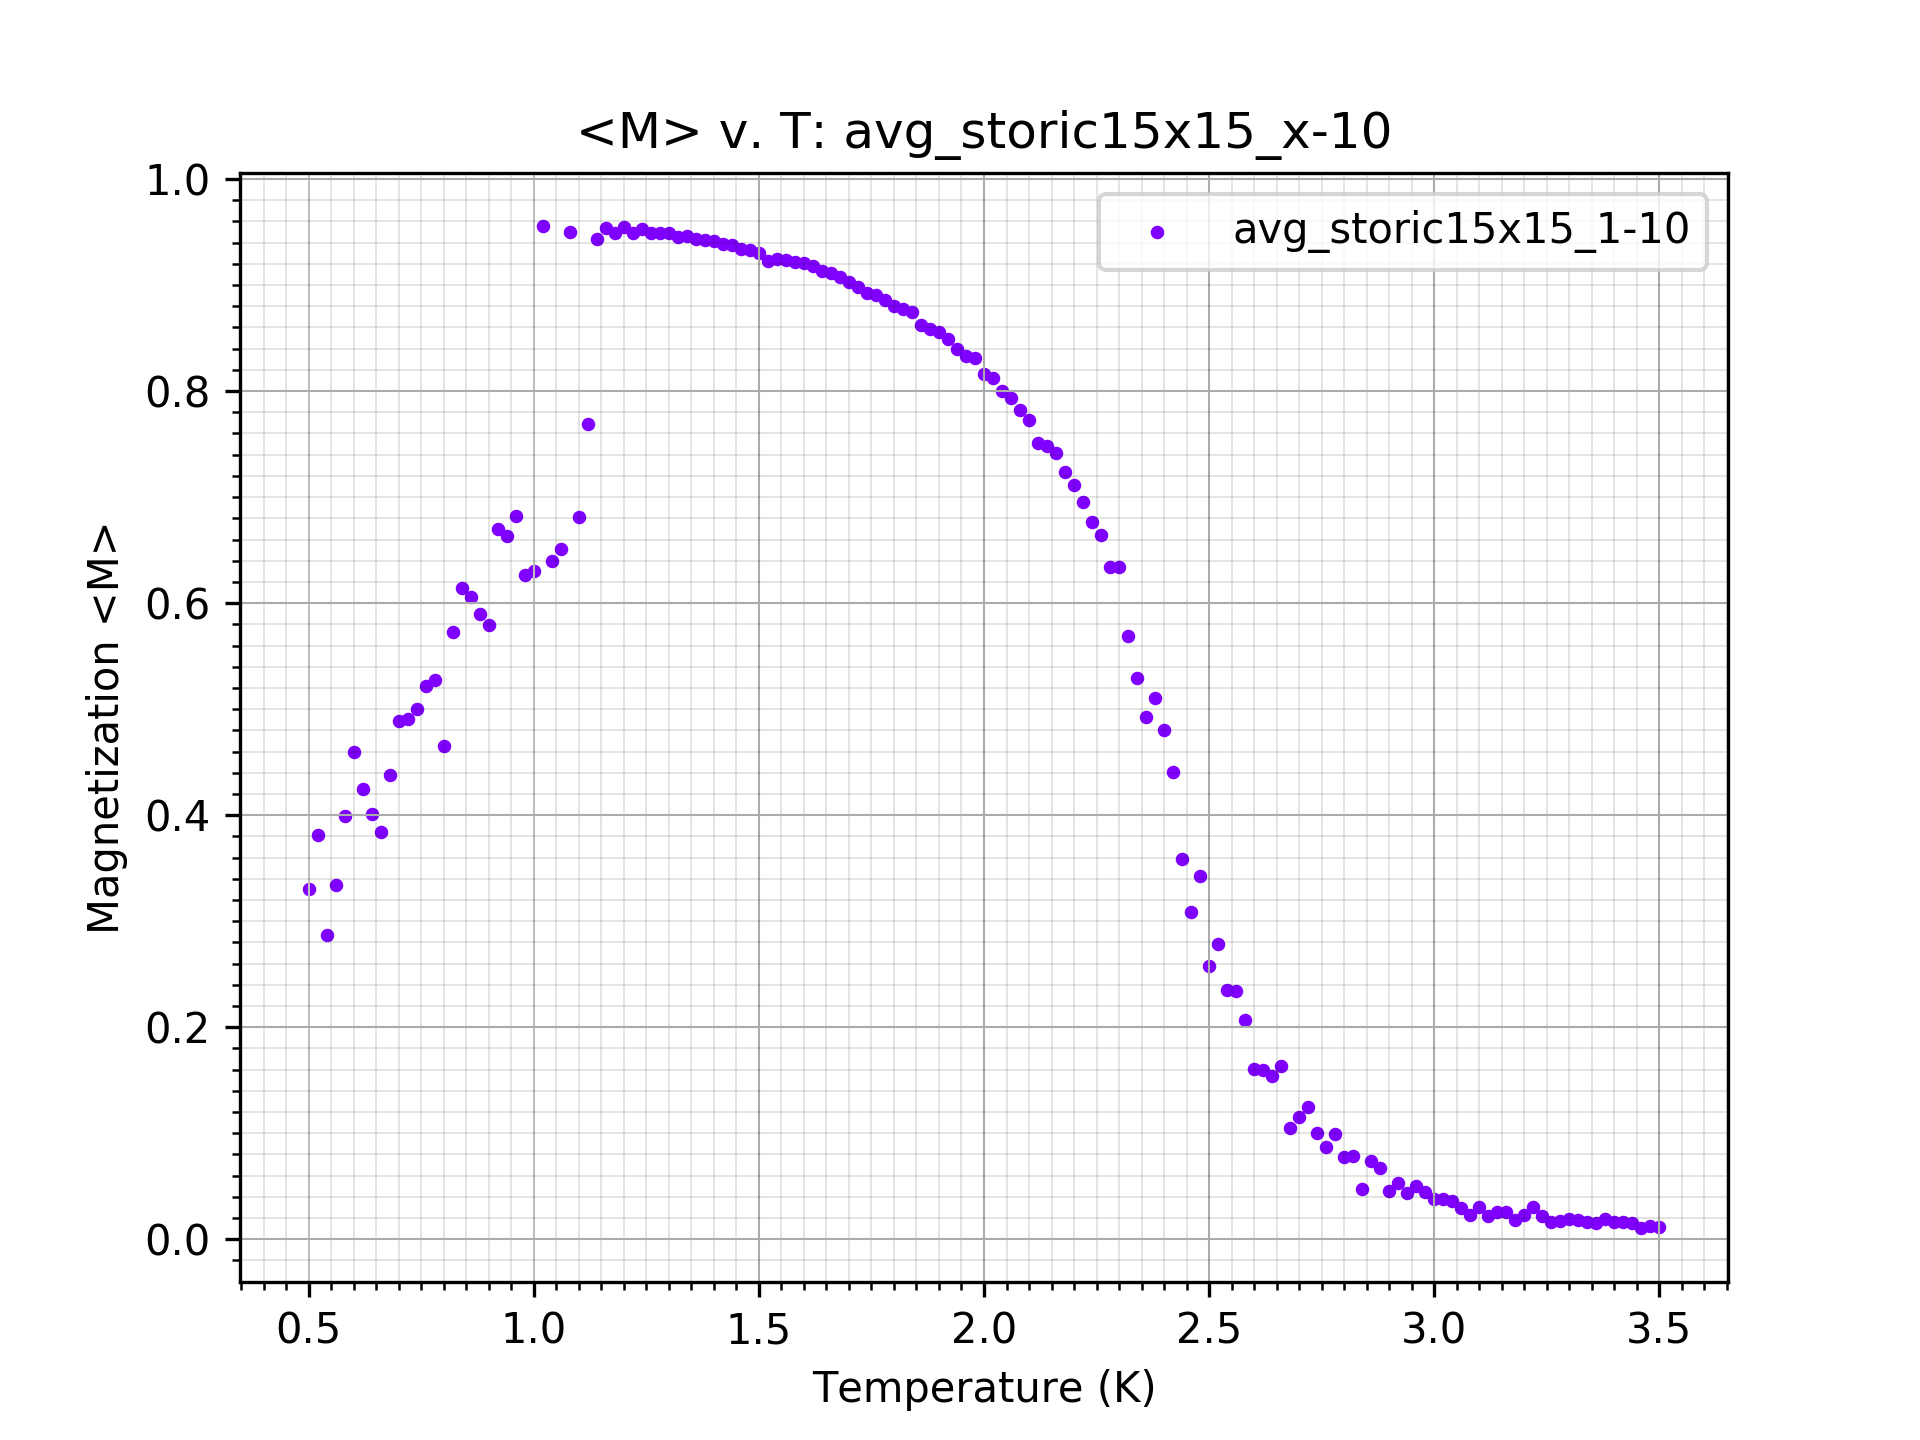 <M> v. T: avg_storic15x15_x-10
avg_storic15x15_1-10
Magnetization <M>
1.0
0.8
0.6
0.4
0.2
0.0
0.5 1.0 1.5 2.0 2.5 3.0 3.5
Temperature (K)